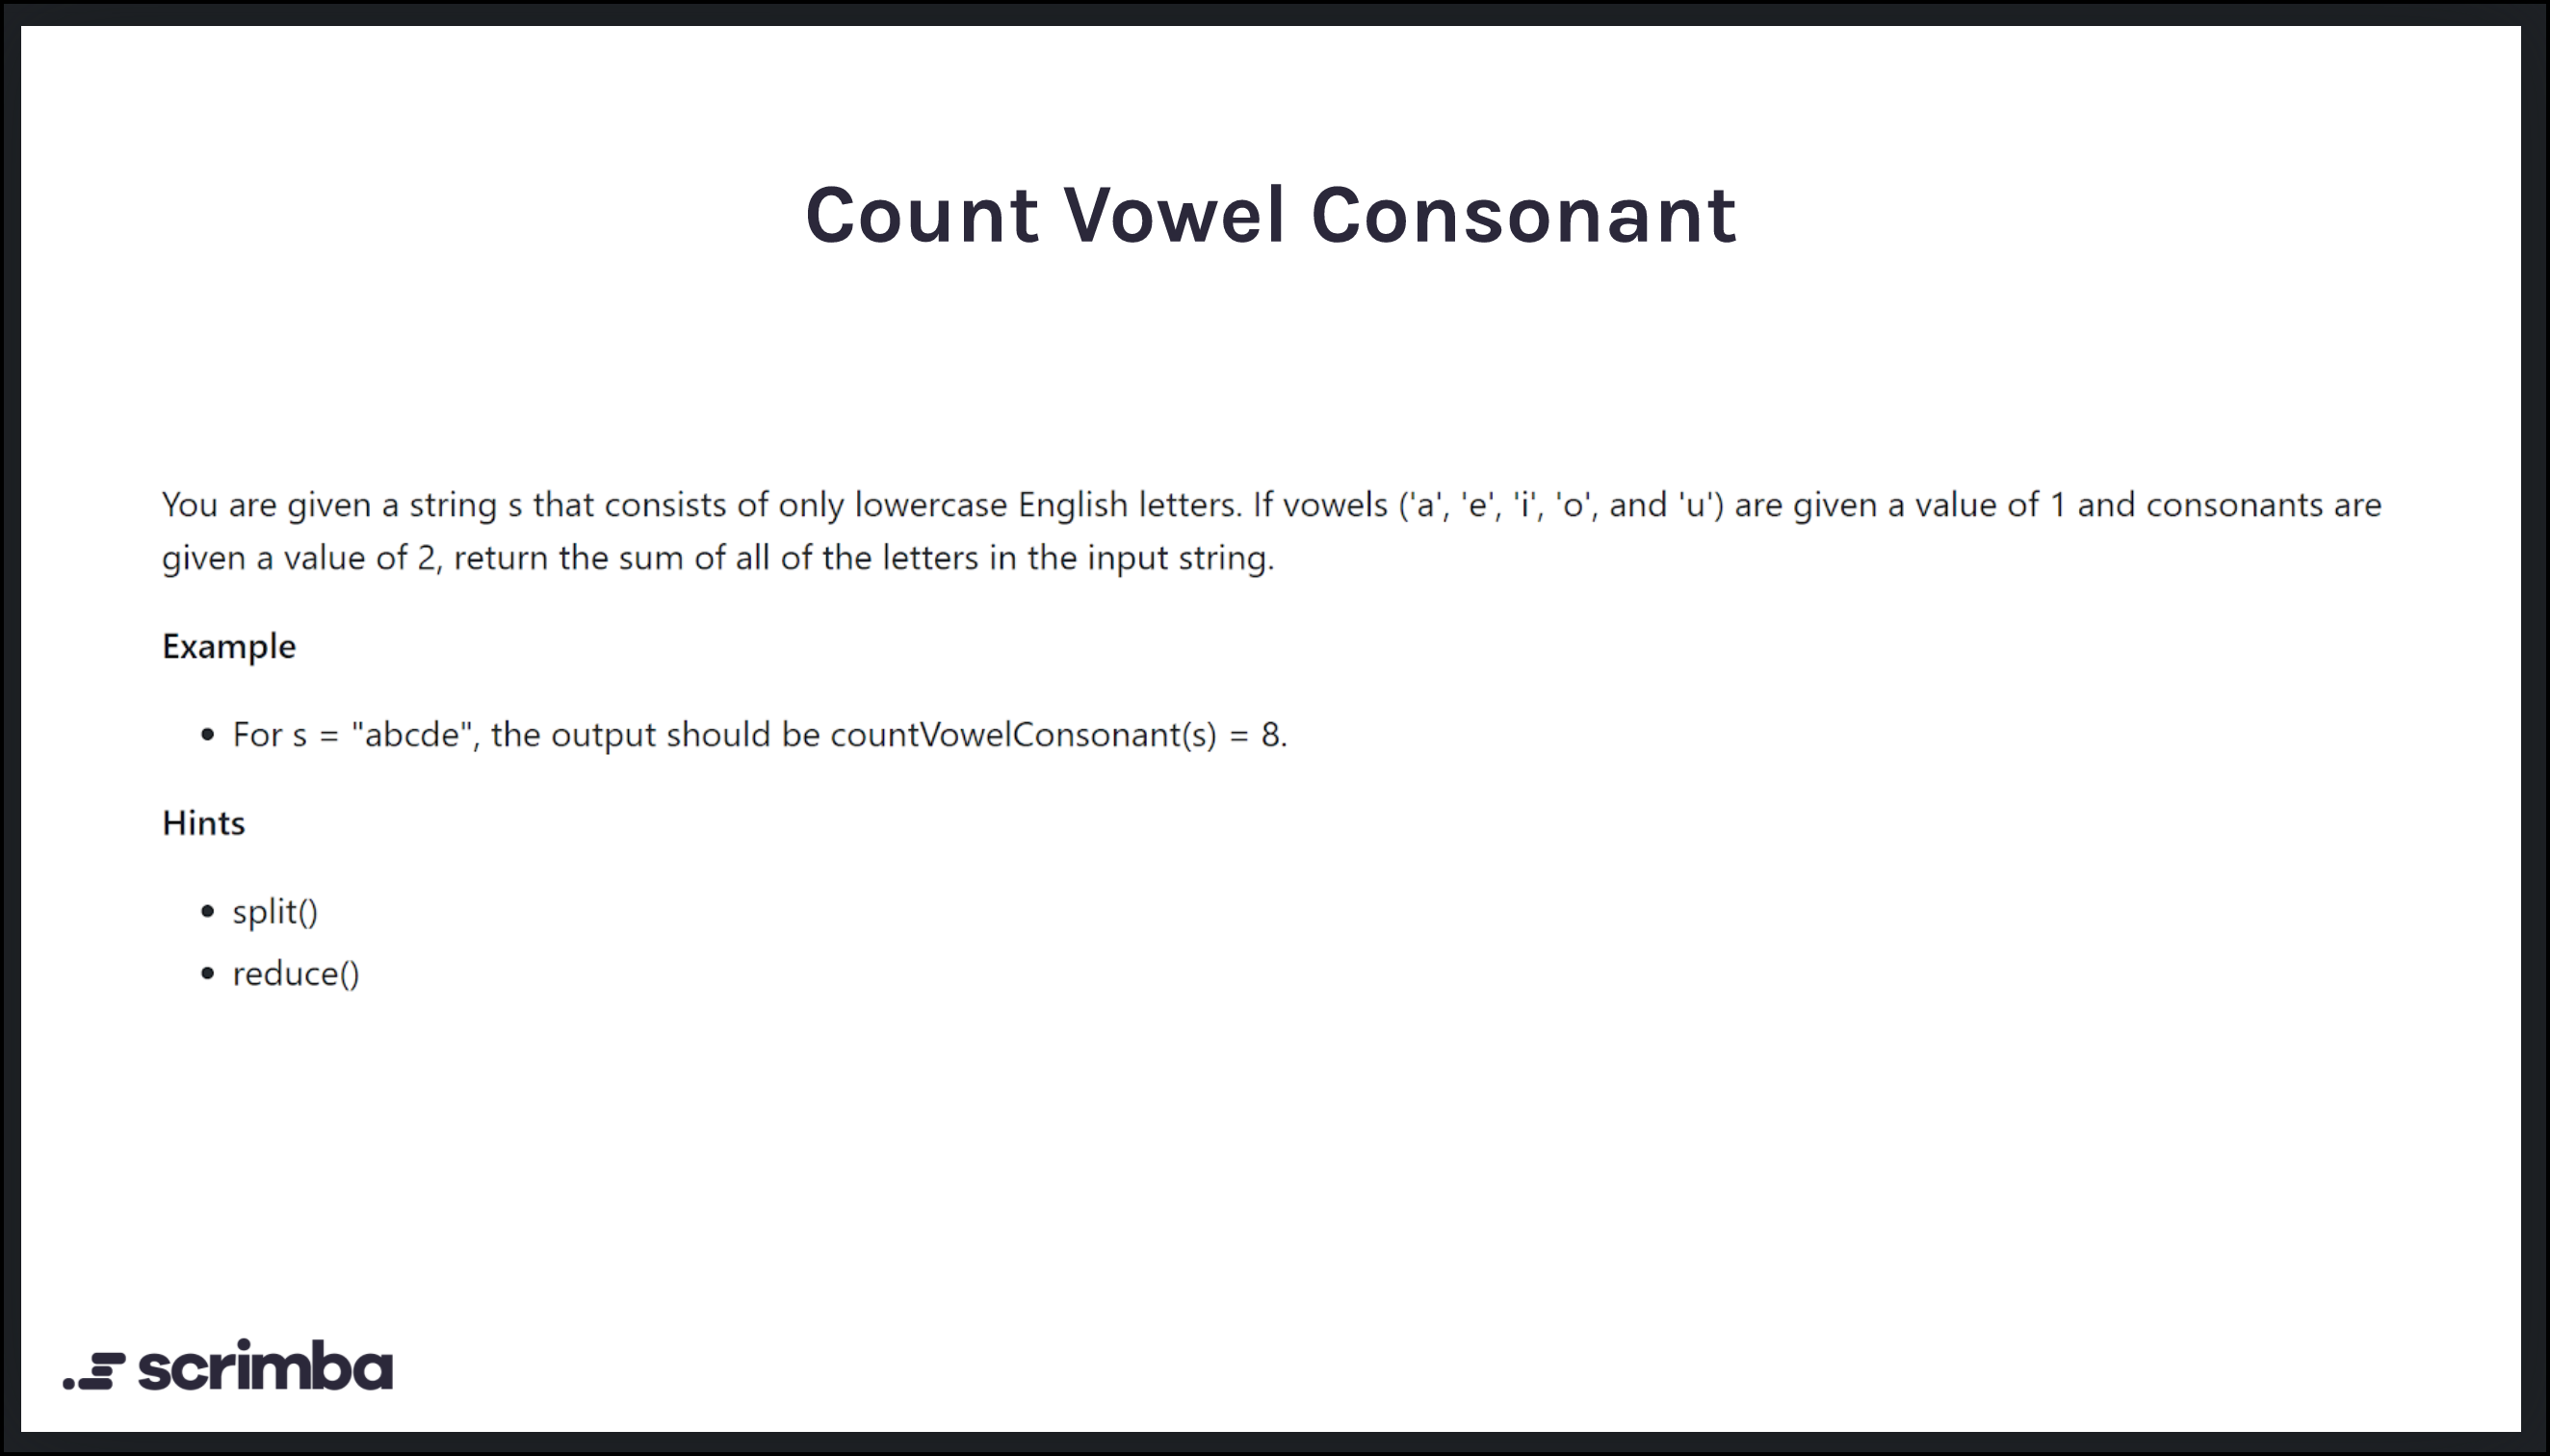 Count Vowel Consonant
You are given a string s that consists of only lowercase English letters. If vowels ('a', 'e', 'i', 'o', and 'u') are given a value of 1 and consonants are
given a value of 2, return the sum of all of the letters in the input string.
Example
• For s = "abcde", the output should be countVowelConsonant(s) = 8.
Hints
• split()
• reduce()
scrimba